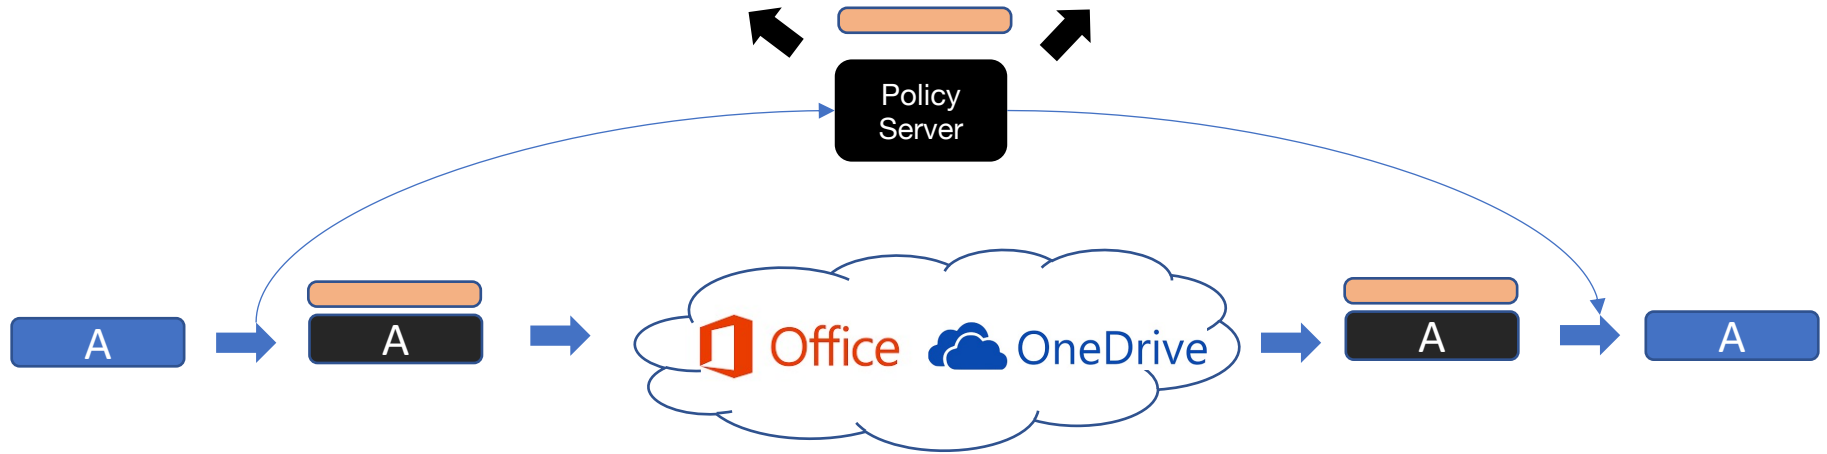 Policy
Server
A
A
Office
OneDrive
A
A